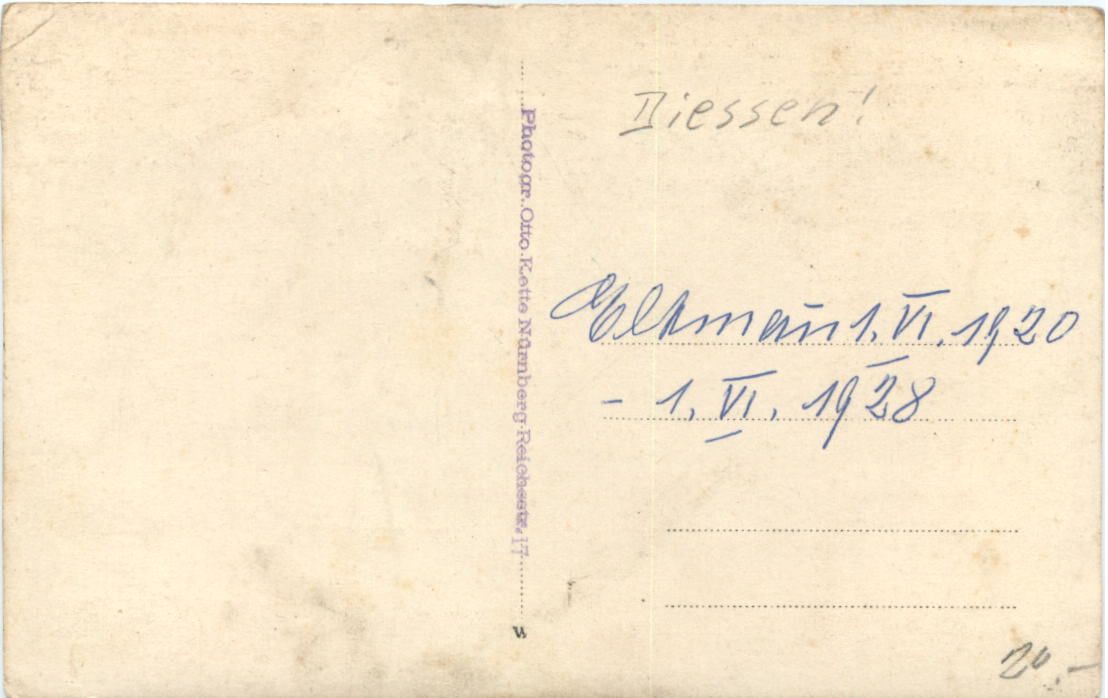 Diessen!
Photogr. Otto Kette Nürnberg Reichsstr. 17
Eltmann 1. VI. 1920
- 1. VI. 1928
W
20.-